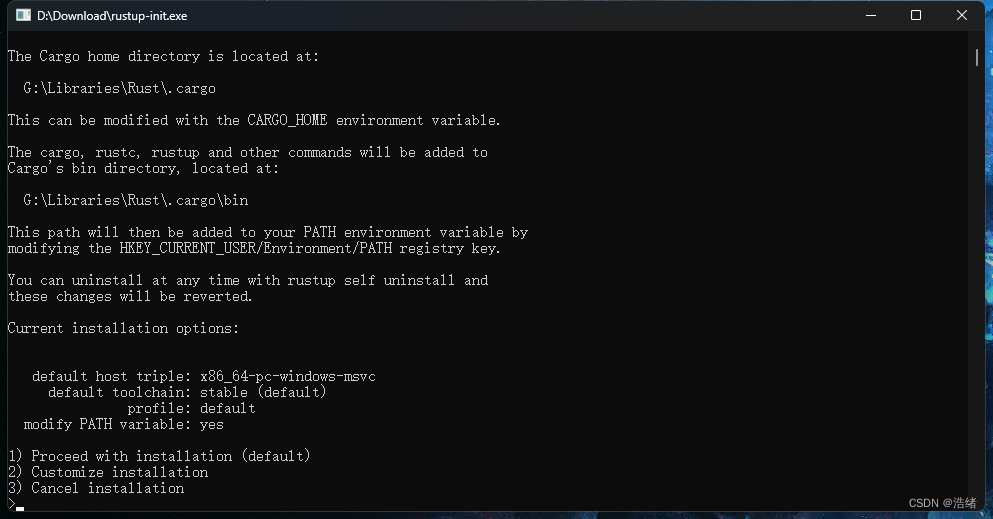 D:\Download\rustup-init.exe
The Cargo home directory is located at:
G:\Libraries\Rust\.cargo
This can be modified with the CARGO_HOME environment variable.
The cargo, rustc, rustup and other commands will be added to
Cargo's bin directory, located at:
G:\Libraries\Rust\.cargo\bin
This path will then be added to your PATH environment variable by
modifying the HKEY_CURRENT_USER/Environment/PATH registry key.
You can uninstall at any time with rustup self uninstall and
these changes will be reverted.
Current installation options:
default host triple: x86_64-pc-windows-msvc
default toolchain: stable (default)
profile: default
modify PATH variable: yes
1) Proceed with installation (default)
2) Customize installation
3) Cancel installation
>
CSDN @浩绪